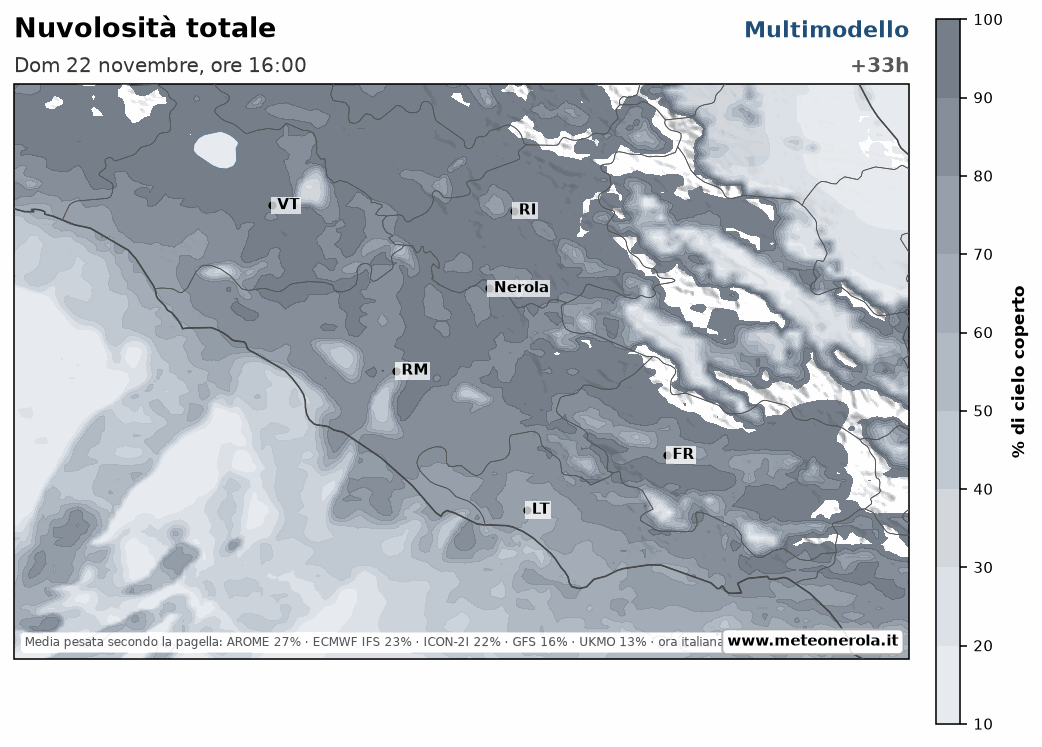 Nuvolosità totale
Multimodello
Dom 22 novembre, ore 16:00
+33h
VT
RI
Nerola
RM
FR
LT
Media pesata secondo la pagella: AROME 27% · ECMWF IFS 23% · ICON-2I 22% · GFS 16% · UKMO 13% · ora italiana
www.meteonerola.it
100
90
80
70
60
50
40
30
20
10
% di cielo coperto